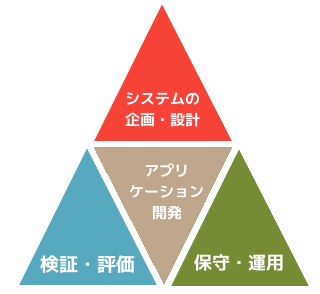 システムの
企画・設計
アプリ
ケーション
開発
検証・評価
保守・運用